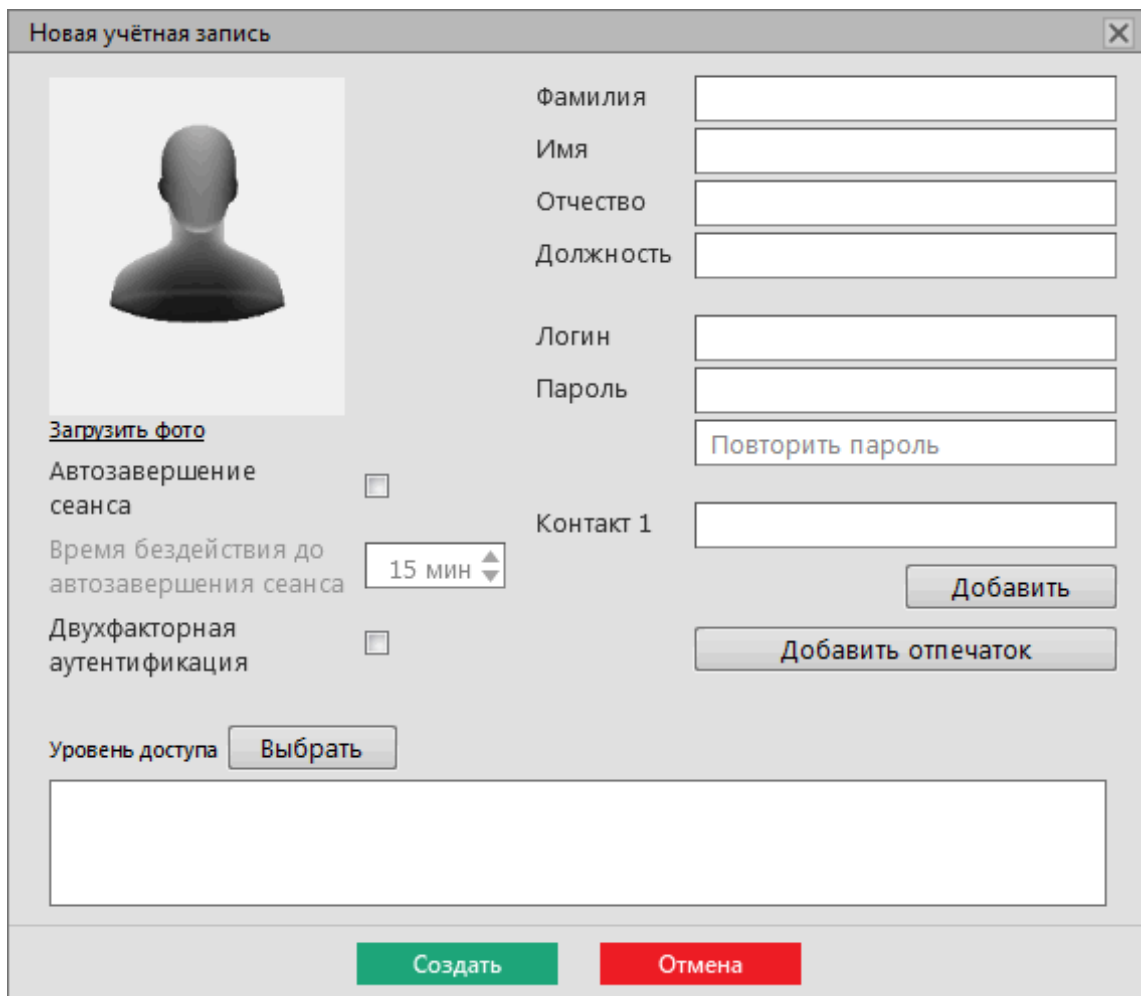 Новая учётная запись
Фамилия
Имя
Отчество
Должность
Логин
Пароль
Повторить пароль
Контакт 1
Добавить
Добавить отпечаток
Загрузить фото
Автозавершение
сеанса
Время бездействия до
автозавершения сеанса
15 мин
Двухфакторная
аутентификация
Уровень доступа
Выбрать
Создать
Отмена